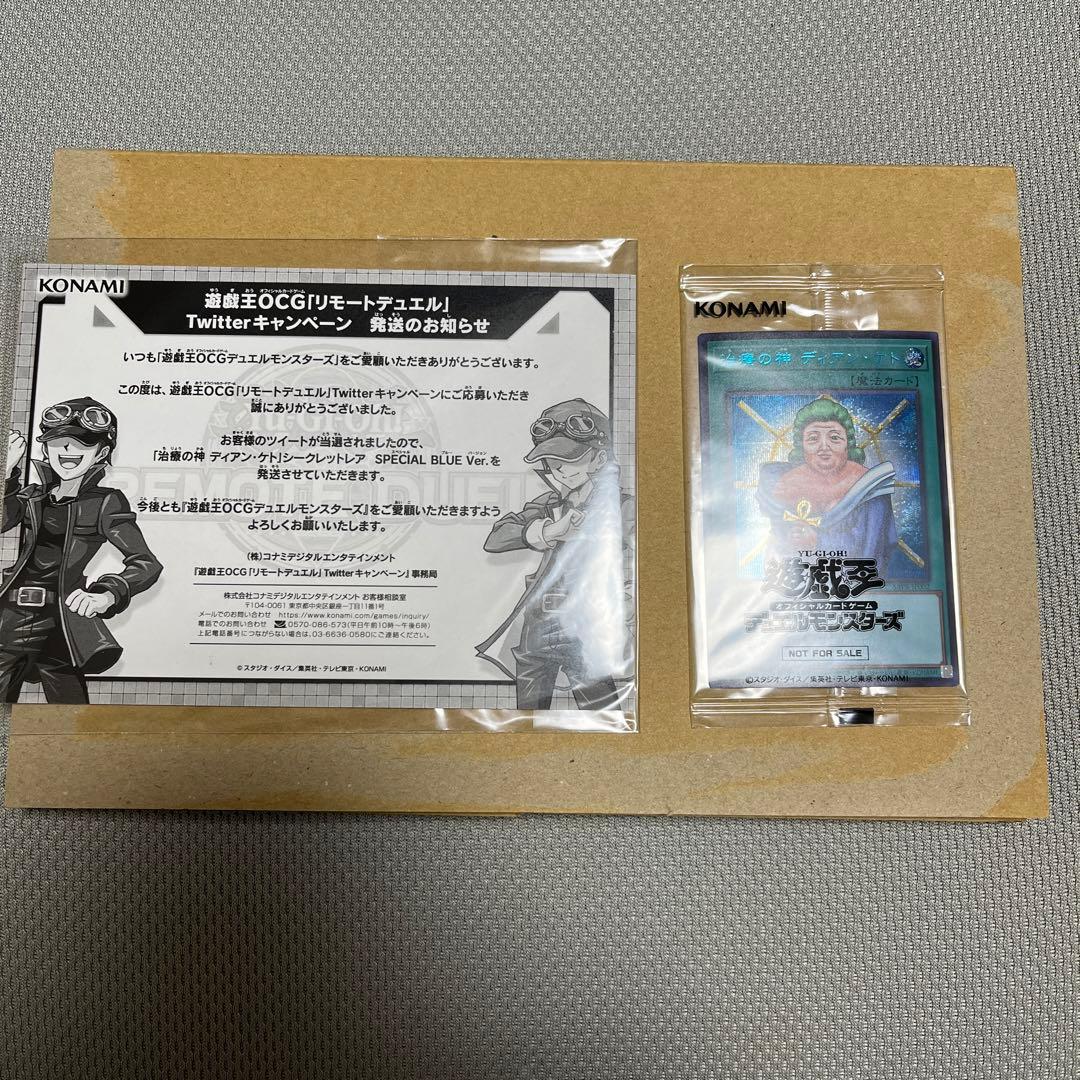 KONAMI
遊戯王OCG「リモートデュエル」
Twitterキャンペーン 発送のお知らせ
いつも「遊戯王OCGデュエルモンスターズ」をご愛顧いただきありがとうございます。
この度は、遊戯王OCG「リモートデュエル」Twitterキャンペーンにご応募いただき
誠にありがとうございました。
お客様のツイートが当選されましたので、
「治療の神 ディアン・ケト」シークレットレア SPECIAL BLUE Ver.を
発送させていただきます。
今後とも『遊戯王OCGデュエルモンスターズ』をご愛顧いただきますよう
よろしくお願いいたします。
(株)コナミデジタルエンタテインメント
『遊戯王OCG「リモートデュエル」Twitterキャンペーン』事務局
株式会社コナミデジタルエンタテインメント お客様相談室
〒104-0061 東京都中央区銀座一丁目11番1号
メールでのお問い合わせ https://www.konami.com/games/inquiry/
電話でのお問い合わせ 0570-086-573(平日午前10時~午後6時)
上記電話番号につながらない場合は、03-6636-0580にご連絡ください。
©スタジオ・ダイス/集英社・テレビ東京・KONAMI
KONAMI
治療の神 ディアン・ケト
【魔法カード】
YU-GI-OH!
遊戯王
オフィシャルカードゲーム
デュエルモンスターズ
NOT FOR SALE
©スタジオ・ダイス/集英社・テレビ東京・KONAMI